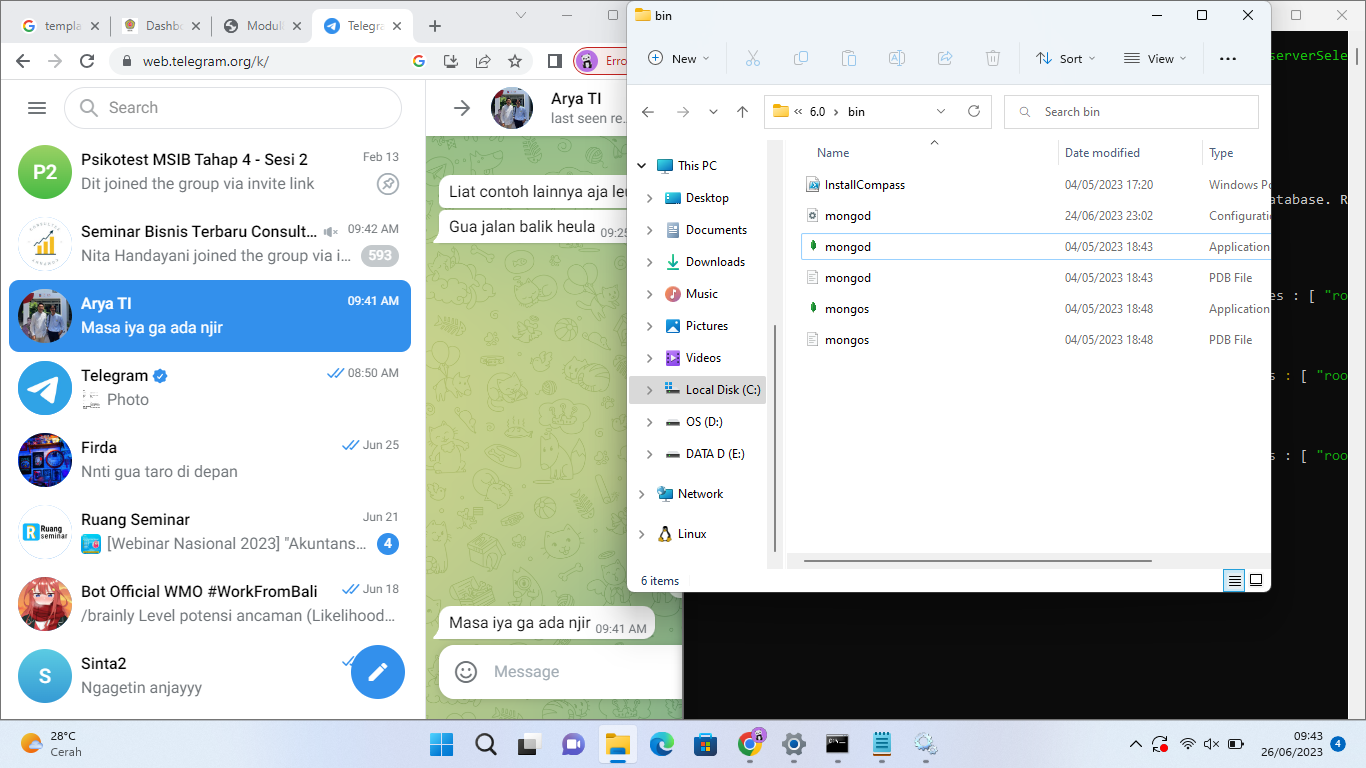 templa
Dashbo
Modull
Telegra
web.telegram.org/k/
Erro
Search
P2
Psikotest MSIB Tahap 4 - Sesi 2
Feb 13
Dit joined the group via invite link
Seminar Bisnis Terbaru Consult...
09:42 AM
Nita Handayani joined the group via i...
593
Arya TI
09:41 AM
Masa iya ga ada njir
Telegram
08:50 AM
Photo
Firda
Jun 25
Nnti gua taro di depan
Ruang Seminar
Jun 21
Ruang
seminar
[Webinar Nasional 2023] "Akuntans...
4
Bot Official WMO #WorkFromBali
Jun 18
/brainly Level potensi ancaman (Likelihood...
S
Sinta2
Ngagetin anjayyy
Arya TI
last seen re...
Liat contoh lainnya aja leu
Gua jalan balik heula 09:25
Masa iya ga ada njir 09:41 AM
Message
bin
New
Sort
View
6.0
bin
Search bin
This PC
Desktop
Documents
Downloads
Music
Pictures
Videos
Local Disk (C:)
OS (D:)
DATA D (E:)
Network
Linux
Name
Date modified
Type
InstallCompass
04/05/2023 17:20
Windows Po
mongod
24/06/2023 23:02
Configuratio
mongod
04/05/2023 18:43
Application
mongod
04/05/2023 18:43
PDB File
mongos
04/05/2023 18:48
Application
mongos
04/05/2023 18:48
PDB File
6 items
serverSele
atabase. R
es : [ "ro
s : [ "roo
s : [ "roo
28°C
Cerah
09:43
26/06/2023
4